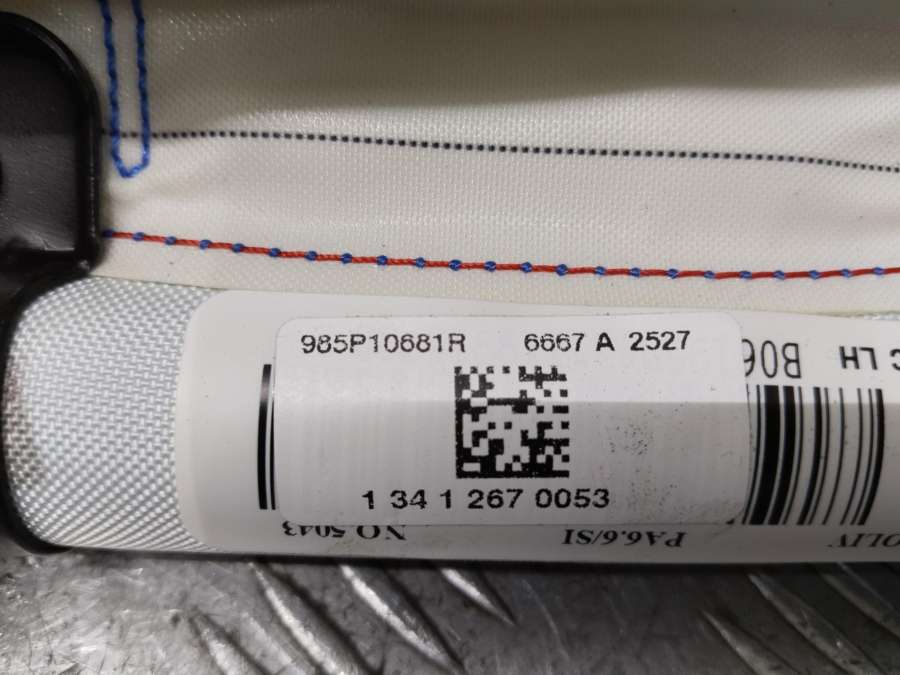 985P10681R 6667 A 2527
1 34 1 267 0053
C LH B06
NO 5043 PA6.6/SI